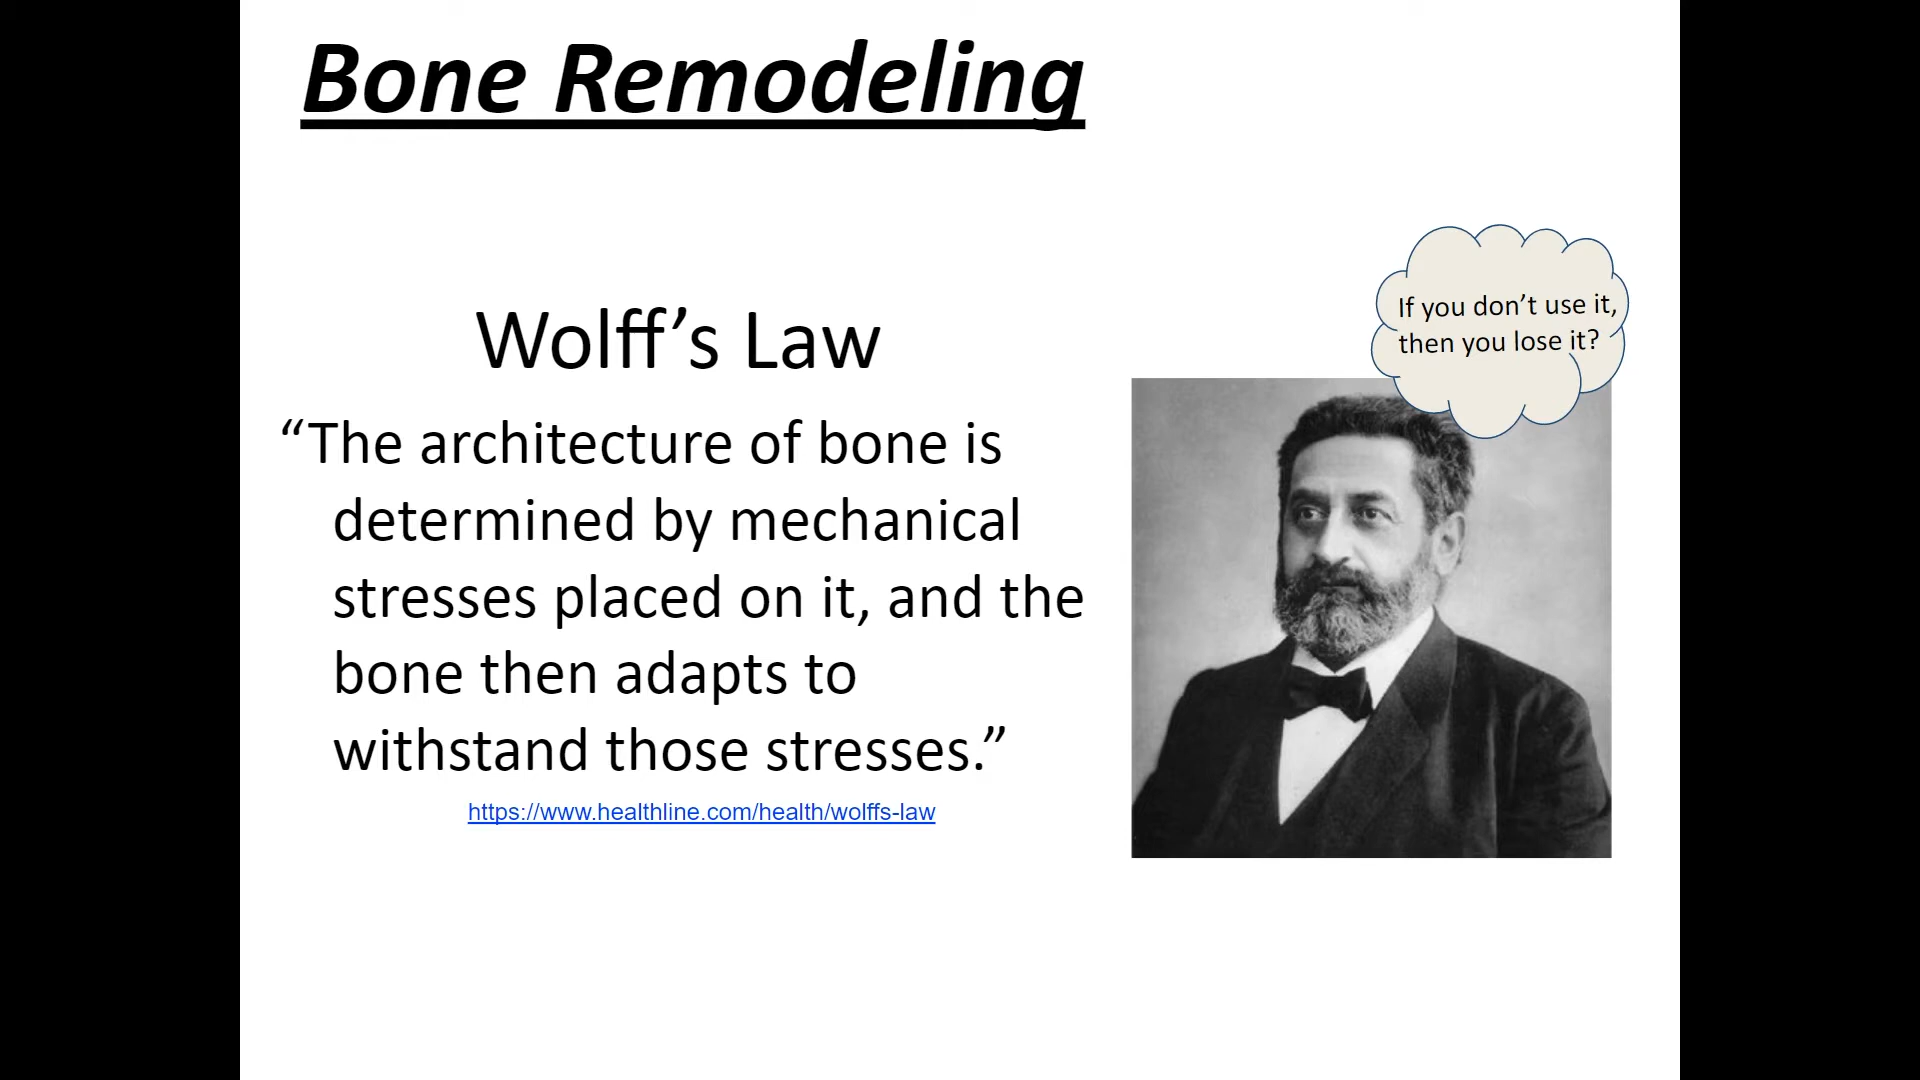 Bone Remodeling
If you don’t use it,
then you lose it?
Wolff’s Law
“The architecture of bone is
determined by mechanical
stresses placed on it, and the
bone then adapts to
withstand those stresses.”
https://www.healthline.com/health/wolffs-law